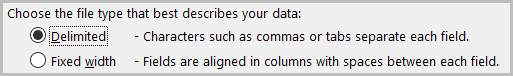 Choose the file type that best describes your data:
Delimited - Characters such as commas or tabs separate each field.
Fixed width - Fields are aligned in columns with spaces between each field.